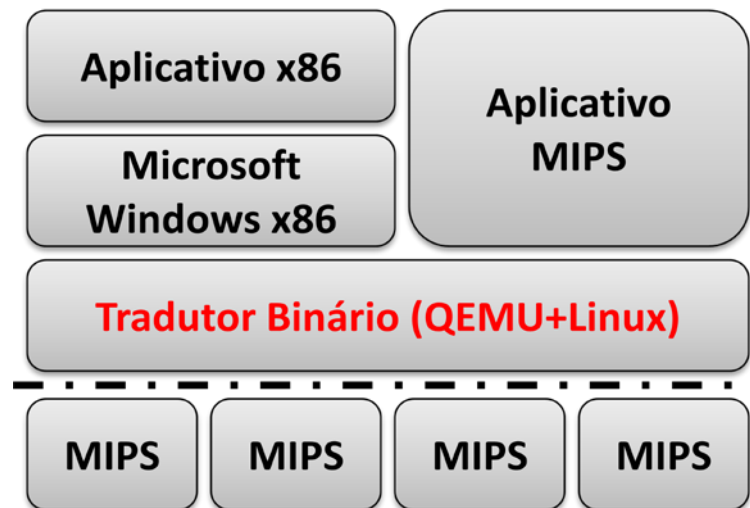 Aplicativo x86
Aplicativo
MIPS
Microsoft
Windows x86
Tradutor Binário (QEMU+Linux)
MIPS
MIPS
MIPS
MIPS